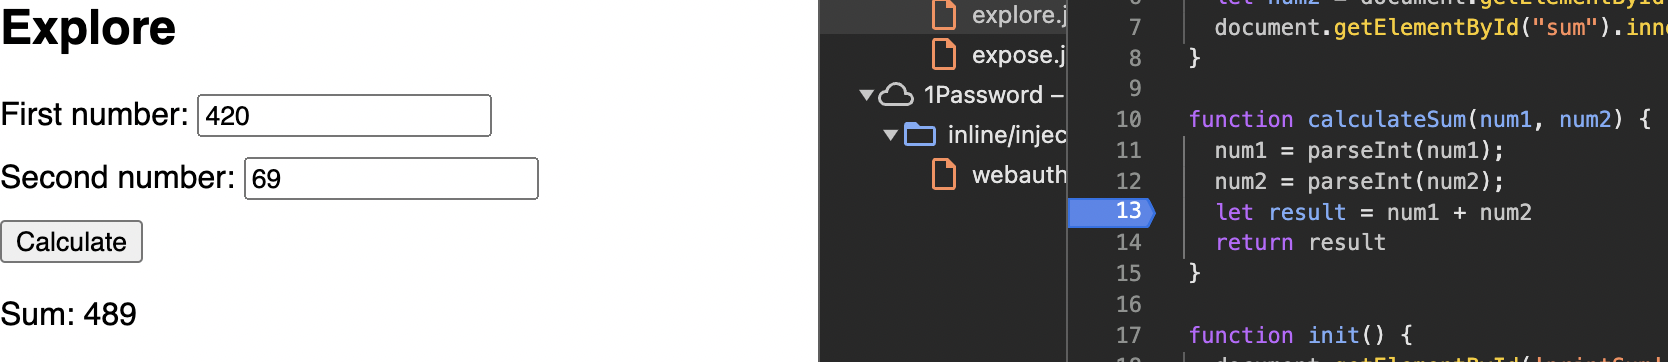 Explore
First number: 420
Second number: 69
Calculate
Sum: 489
explore.j
expose.j
1Password –
inline/injec
webauth
7 document.getElementById("sum").inn
8 }
9
10 function calculateSum(num1, num2) {
11 num1 = parseInt(num1);
12 num2 = parseInt(num2);
13 let result = num1 + num2
14 return result
15 }
16
17 function init() {